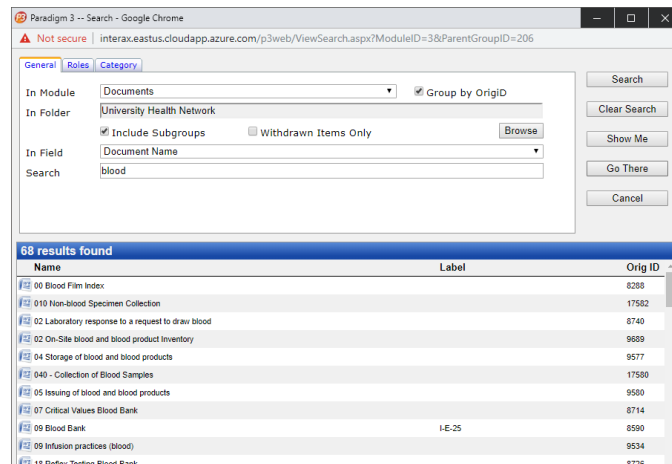 Paradigm 3 -- Search - Google Chrome
Not secure | interax.eastus.cloudapp.azure.com/p3web/ViewSearch.aspx?ModuleID=3&ParentGroupID=206
General Roles Category
Search
In Module Documents Group by OrigID
Clear Search
In Folder University Health Network
Include Subgroups Withdrawn Items Only Browse
Show Me
In Field Document Name
Go There
Search blood
Cancel
68 results found
Name Label Orig ID
00 Blood Film Index 8288
010 Non-blood Specimen Collection 17582
02 Laboratory response to a request to draw blood 8740
02 On-Site blood and blood product Inventory 9689
04 Storage of blood and blood products 9577
040 - Collection of Blood Samples 17580
05 Issuing of blood and blood products 9580
07 Critical Values Blood Bank 8714
09 Blood Bank I-E-25 8590
09 Infusion practices (blood) 9534
18 Reflex Testing Blood Bank 8726